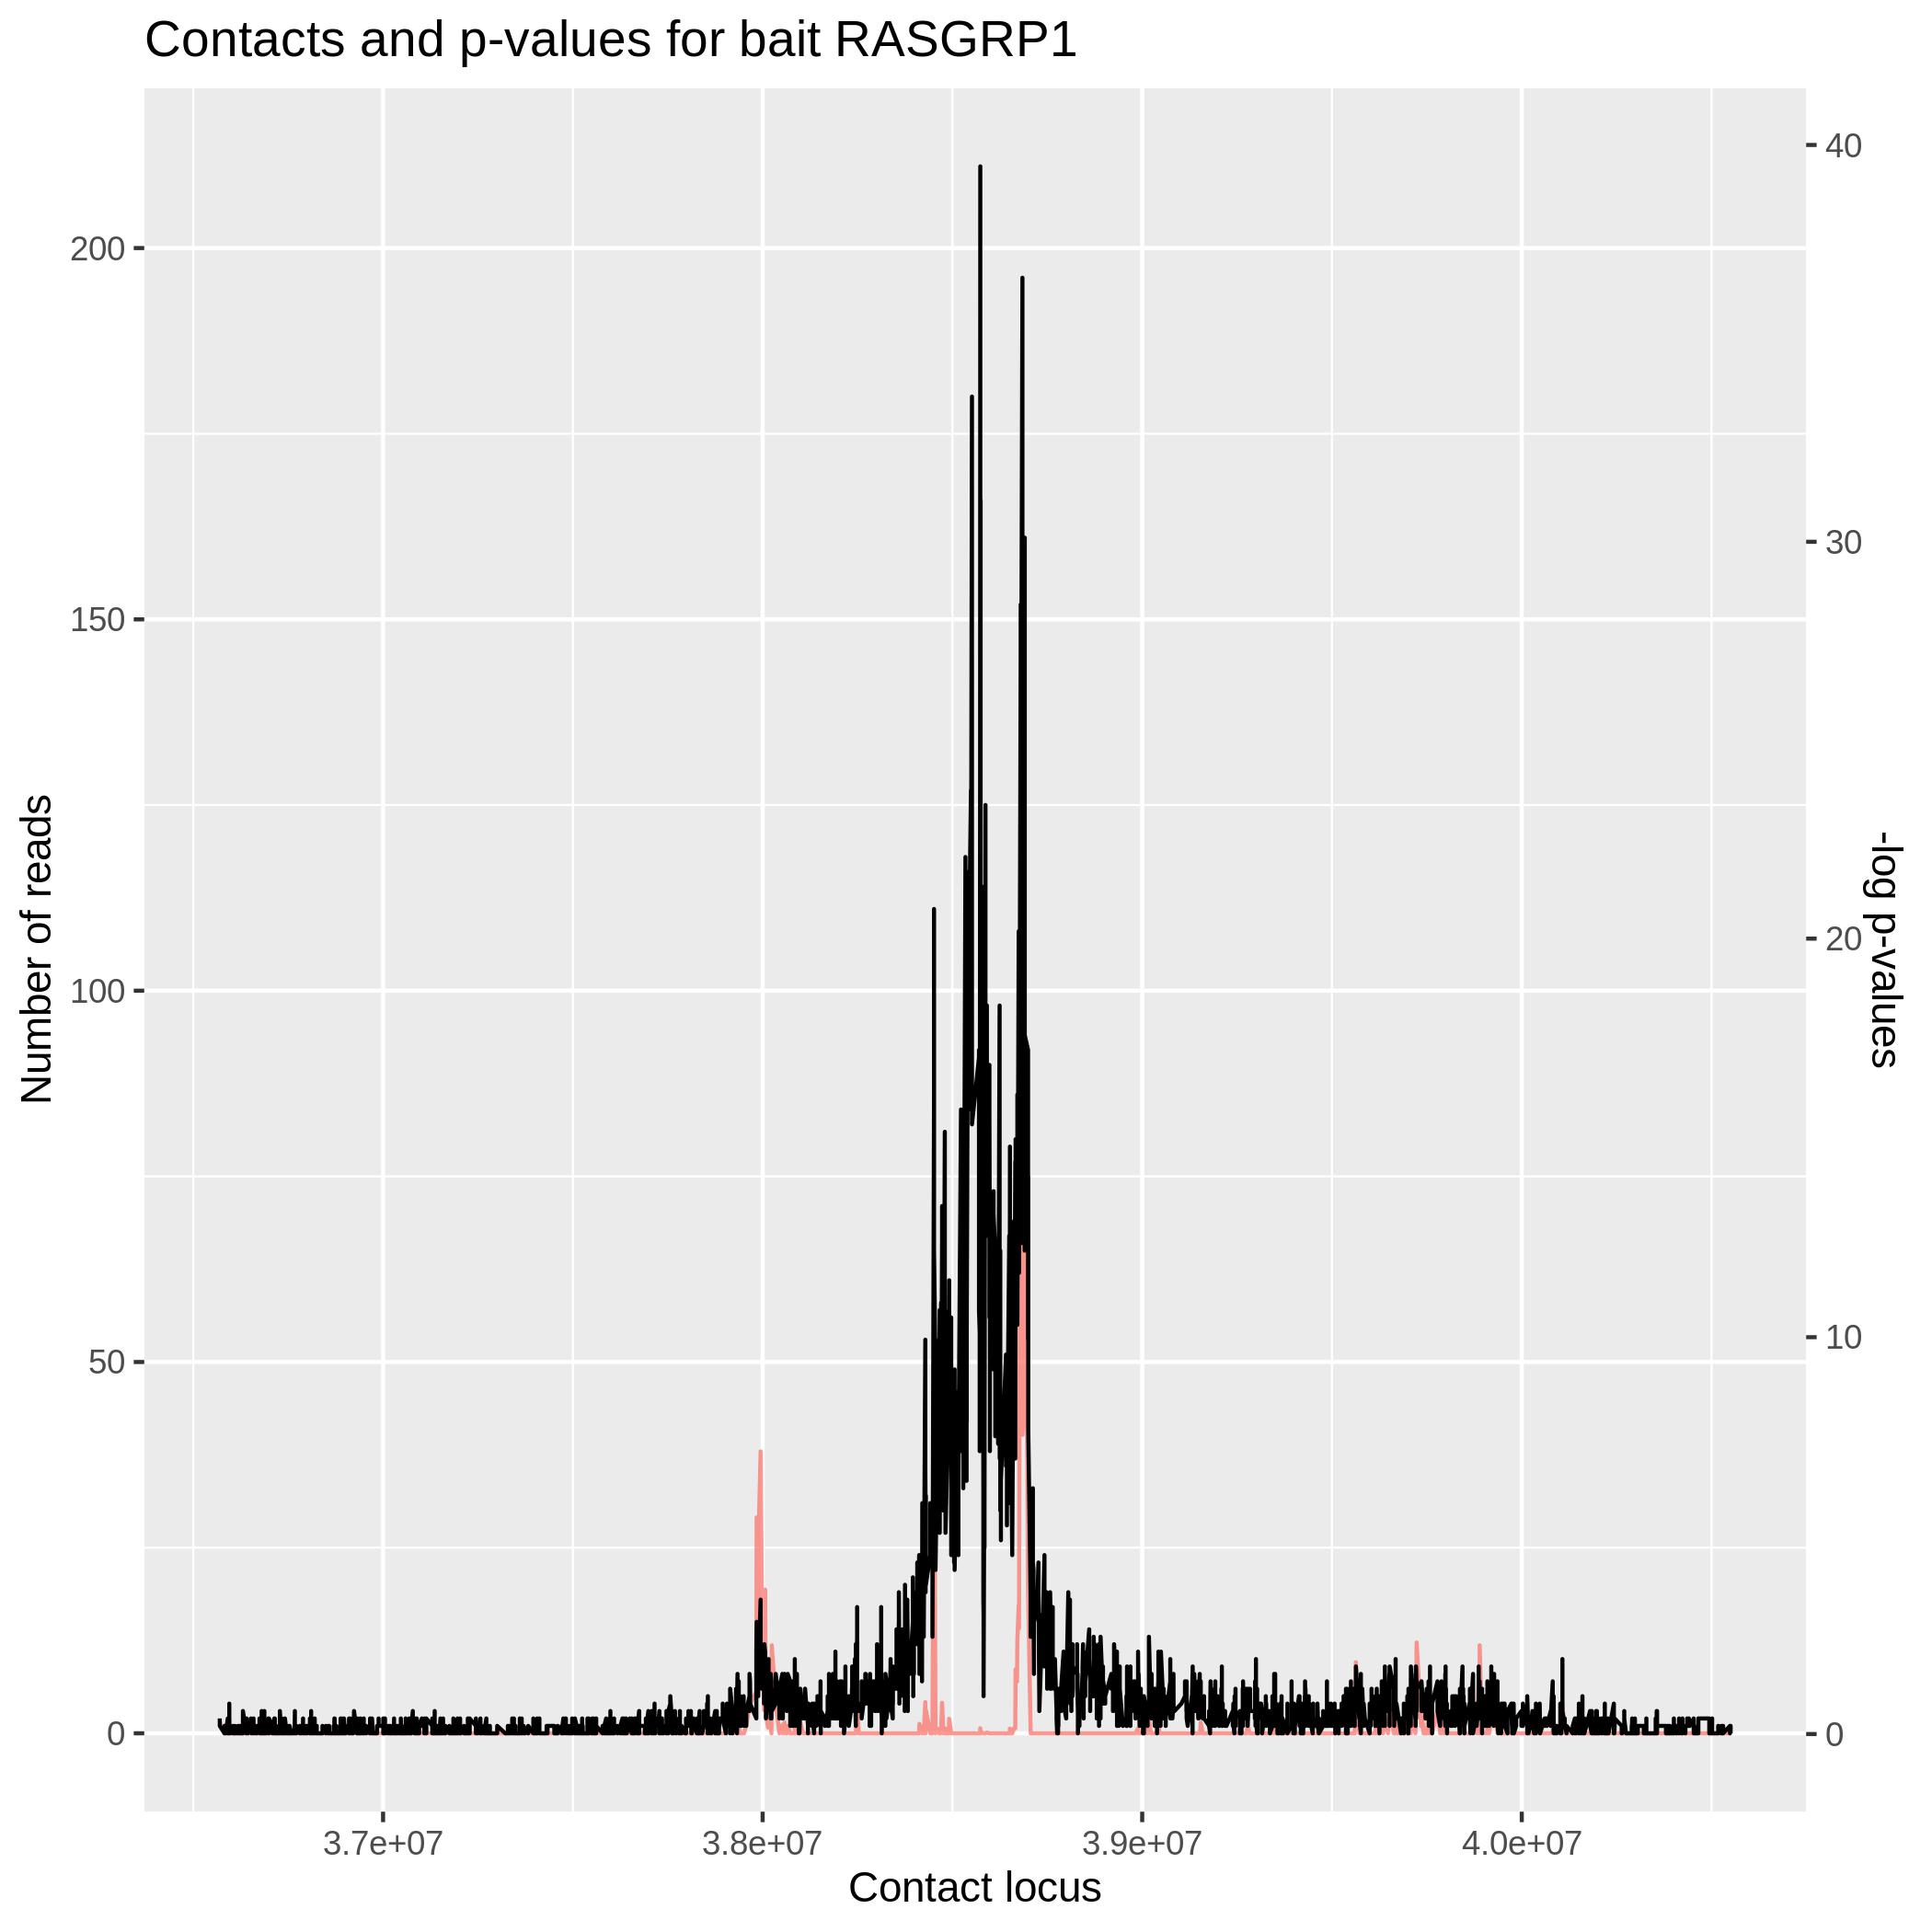 Contacts and p-values for bait RASGRP1
Number of reads
200
150
100
50
0
40
30
20
10
0
-log p-values
3.7e+07 3.8e+07 3.9e+07 4.0e+07
Contact locus